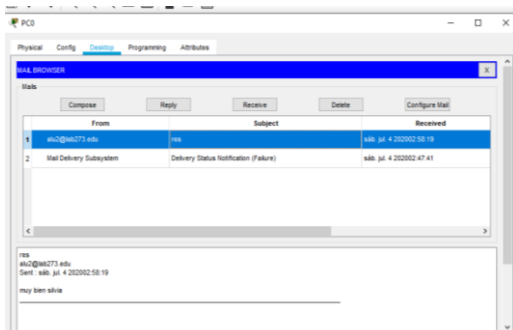 PC0
Physical Config Desktop Programming Attributes
MAIL BROWSER X
Mails
Compose Reply Receive Delete Configure Mail
From Subject Received
1 alu2@lab273.edu res sáb. jul. 4 202002:58:19
2 Mail Delivery Subsystem Delivery Status Notification (Failure) sáb. jul. 4 202002:47:41
res
alu2@lab273.edu
Sent : sáb. jul. 4 202002:58:19
muy bien silvia